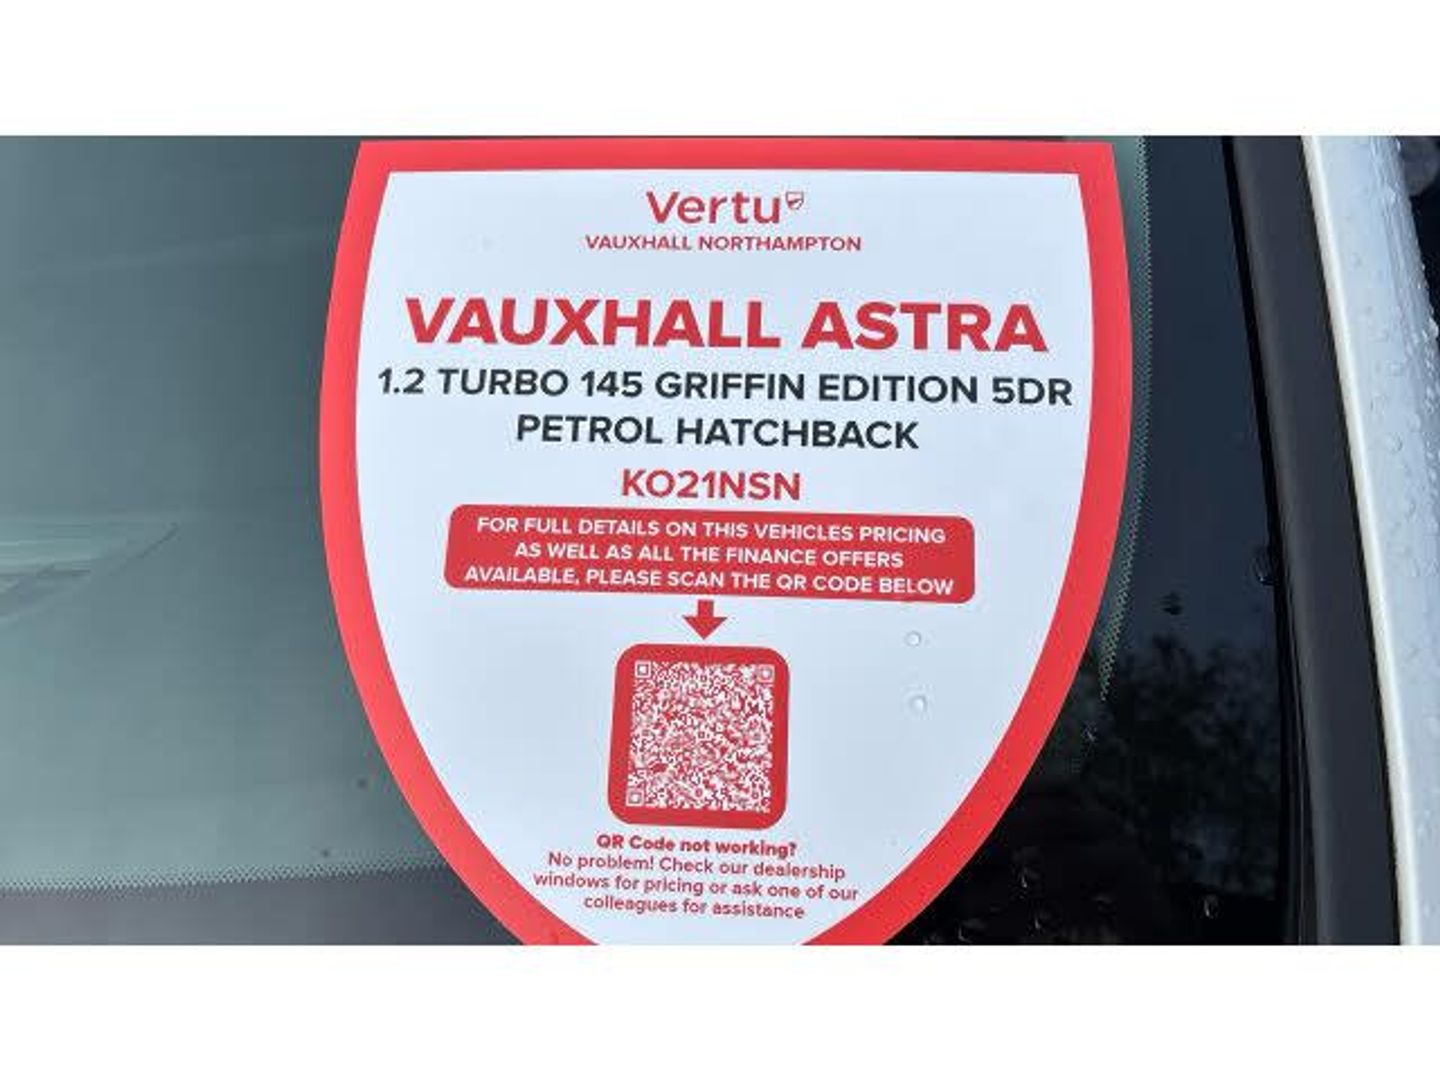 Vertu
VAUXHALL NORTHAMPTON
VAUXHALL ASTRA
1.2 TURBO 145 GRIFFIN EDITION 5DR
PETROL HATCHBACK
KO21NSN
FOR FULL DETAILS ON THIS VEHICLES PRICING
AS WELL AS ALL THE FINANCE OFFERS
AVAILABLE, PLEASE SCAN THE QR CODE BELOW
QR Code not working?
No problem! Check our dealership
windows for pricing or ask one of our
colleagues for assistance